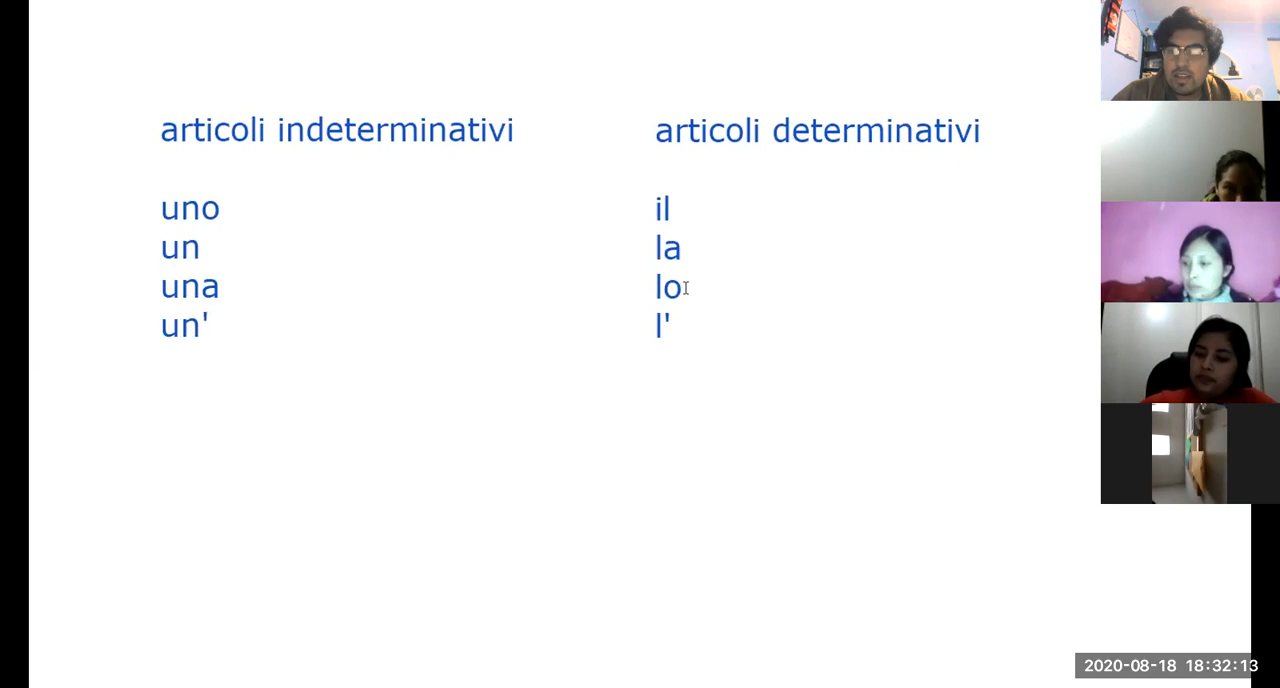 articoli indeterminativi
uno
un
una
un'
articoli determinativi
il
la
lo
l'
2020-08-18 18:32:13